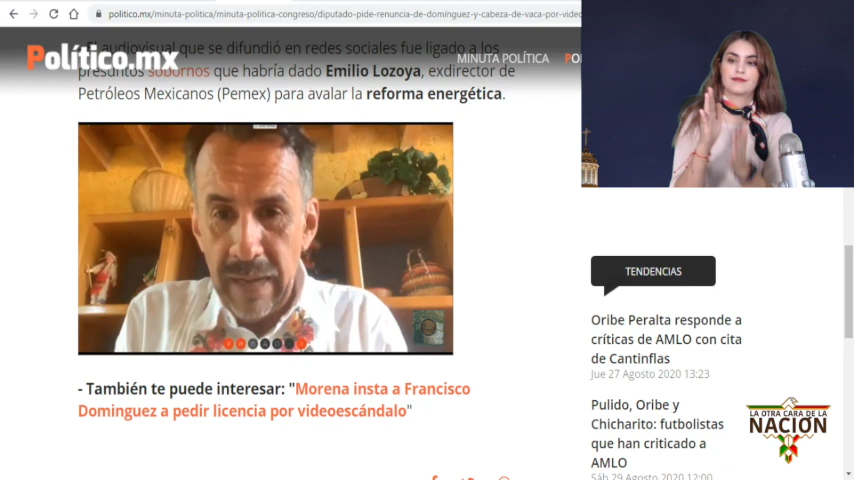 politico.mx/minuta-politica/minuta-politica-congreso/diputado-pide-renuncia-de-domínguez-y-cabeza-de-vaca-por-video
El audiovisual que se difundió en redes sociales fue ligado a los
Político.mx
MINUTA POLÍTICA
presuntos sobornos que habría dado Emilio Lozoya, exdirector de
Petróleos Mexicanos (Pemex) para avalar la reforma energética.
- También te puede interesar: "Morena insta a Francisco
Dominguez a pedir licencia por videoescándalo"
TENDENCIAS
Oribe Peralta responde a
críticas de AMLO con cita
de Cantinflas
Jue 27 Agosto 2020 13:23
Pulido, Oribe y
Chicharito: futbolistas
que han criticado a
AMLO
Sáb 29 Agosto 2020 12:00
LA OTRA CARA DE LA
NACIÓN